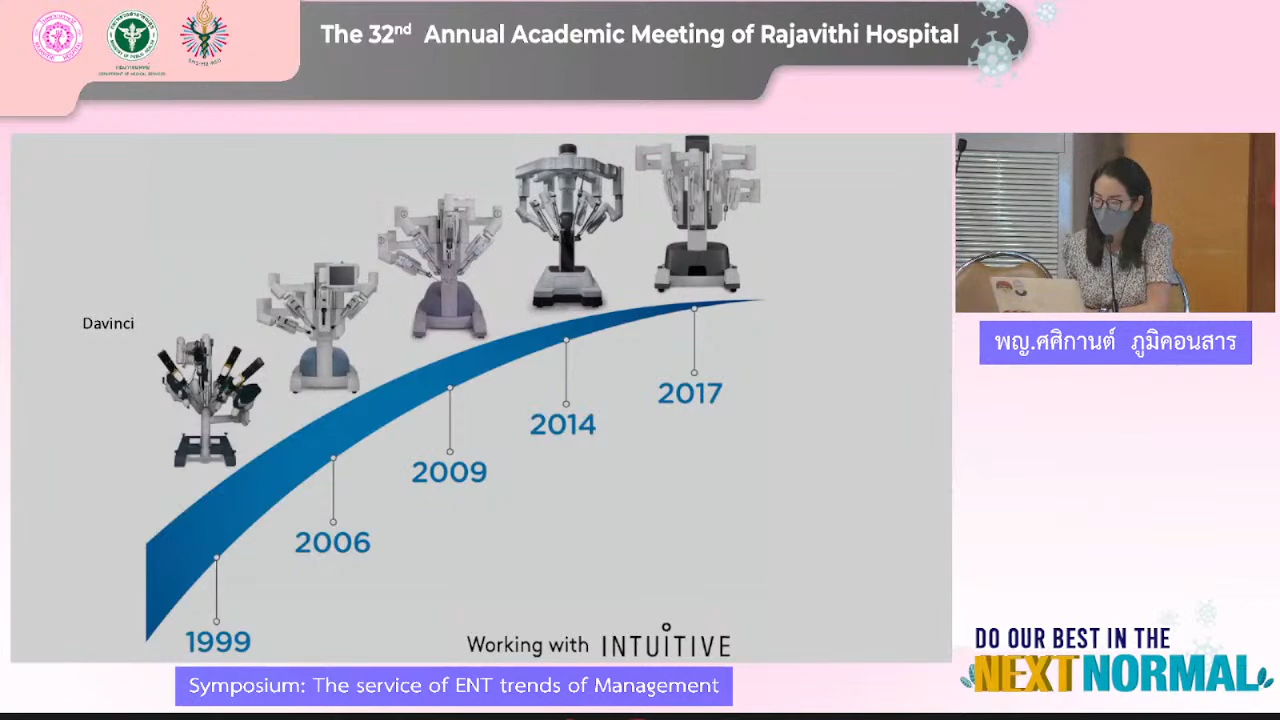 The 32nd Annual Academic Meeting of Rajavithi Hospital
Davinci
1999
2006
2009
2014
2017
Working with INTUITIVE
พญ.ศศิกานต์ ภูมิคอนสาร
Symposium: The service of ENT trends of Management
DO OUR BEST IN THE
NEXT NORMAL